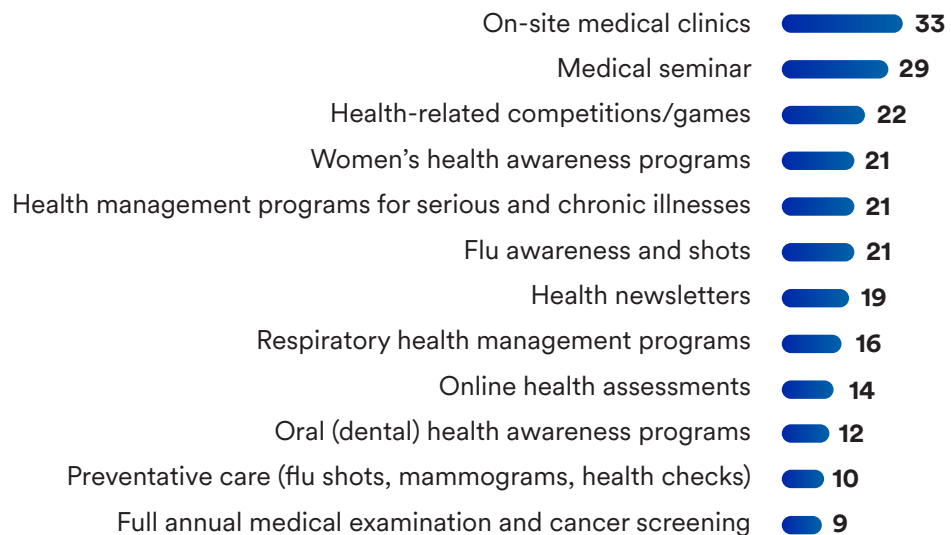 On-site medical clinics 33
Medical seminar 29
Health-related competitions/games 22
Women’s health awareness programs 21
Health management programs for serious and chronic illnesses 21
Flu awareness and shots 21
Health newsletters 19
Respiratory health management programs 16
Online health assessments 14
Oral (dental) health awareness programs 12
Preventative care (flu shots, mammograms, health checks) 10
Full annual medical examination and cancer screening 9